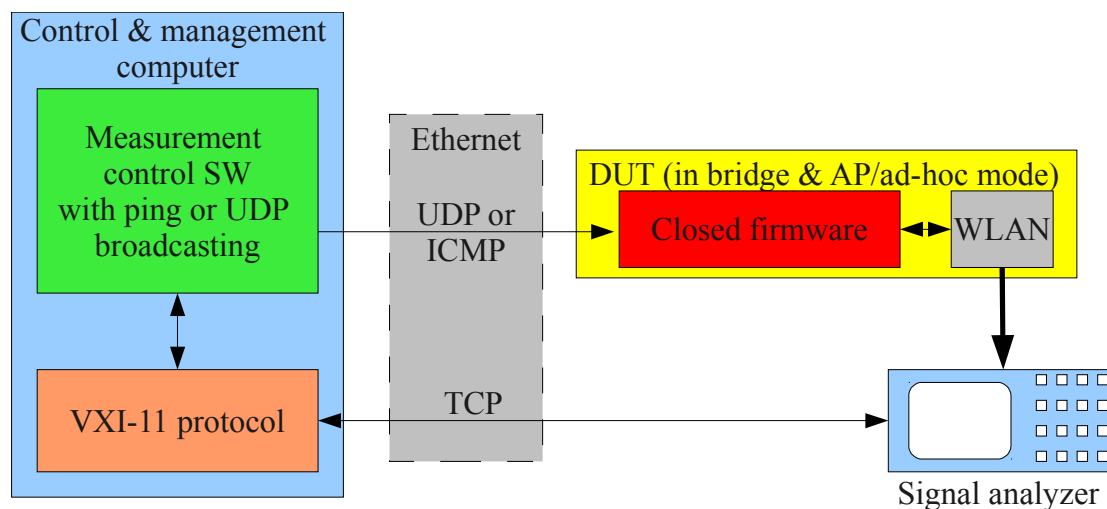 Control & management
computer
Measurement
control SW
with ping or UDP
broadcasting
VXI-11 protocol
Ethernet
UDP or
ICMP
TCP
DUT (in bridge & AP/ad-hoc mode)
Closed firmware
WLAN
Signal analyzer